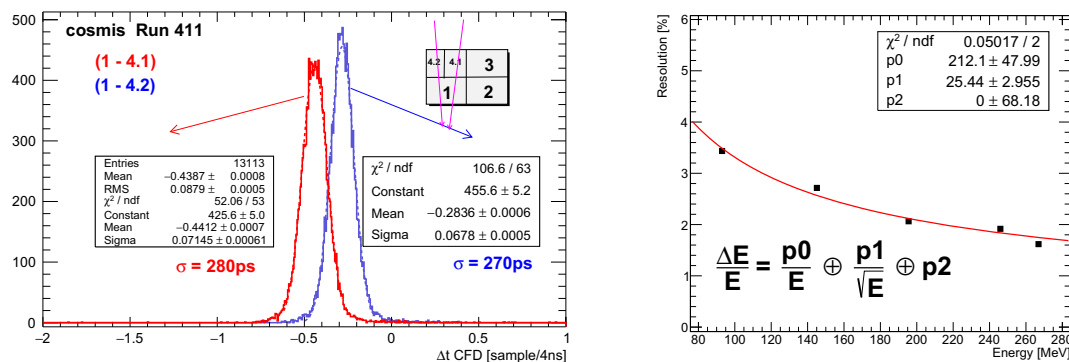 cosmis Run 411
(1 - 4.1)
(1 - 4.2)
4.2 4.1 3
1 2
Entries 13113
Mean −0.4387 ± 0.0008
RMS 0.0879 ± 0.0005
χ² / ndf 52.06 / 53
Constant 425.6 ± 5.0
Mean −0.4412 ± 0.0007
Sigma 0.07145 ± 0.00061
σ = 280ps
χ² / ndf 106.6 / 63
Constant 455.6 ± 5.2
Mean −0.2836 ± 0.0006
Sigma 0.0678 ± 0.0005
σ = 270ps
500
400
300
200
100
0
−2 −1.5 −1 −0.5 0 0.5 1
Δt CFD [sample/4ns]
Resolution [%]
χ² / ndf 0.05017 / 2
p0 212.1 ± 47.99
p1 25.44 ± 2.955
p2 0 ± 68.18
ΔE/E = p0/E ⊕ p1/√E ⊕ p2
6
5
4
3
2
1
0
80 100 120 140 160 180 200 220 240 260 280
Energy [MeV]